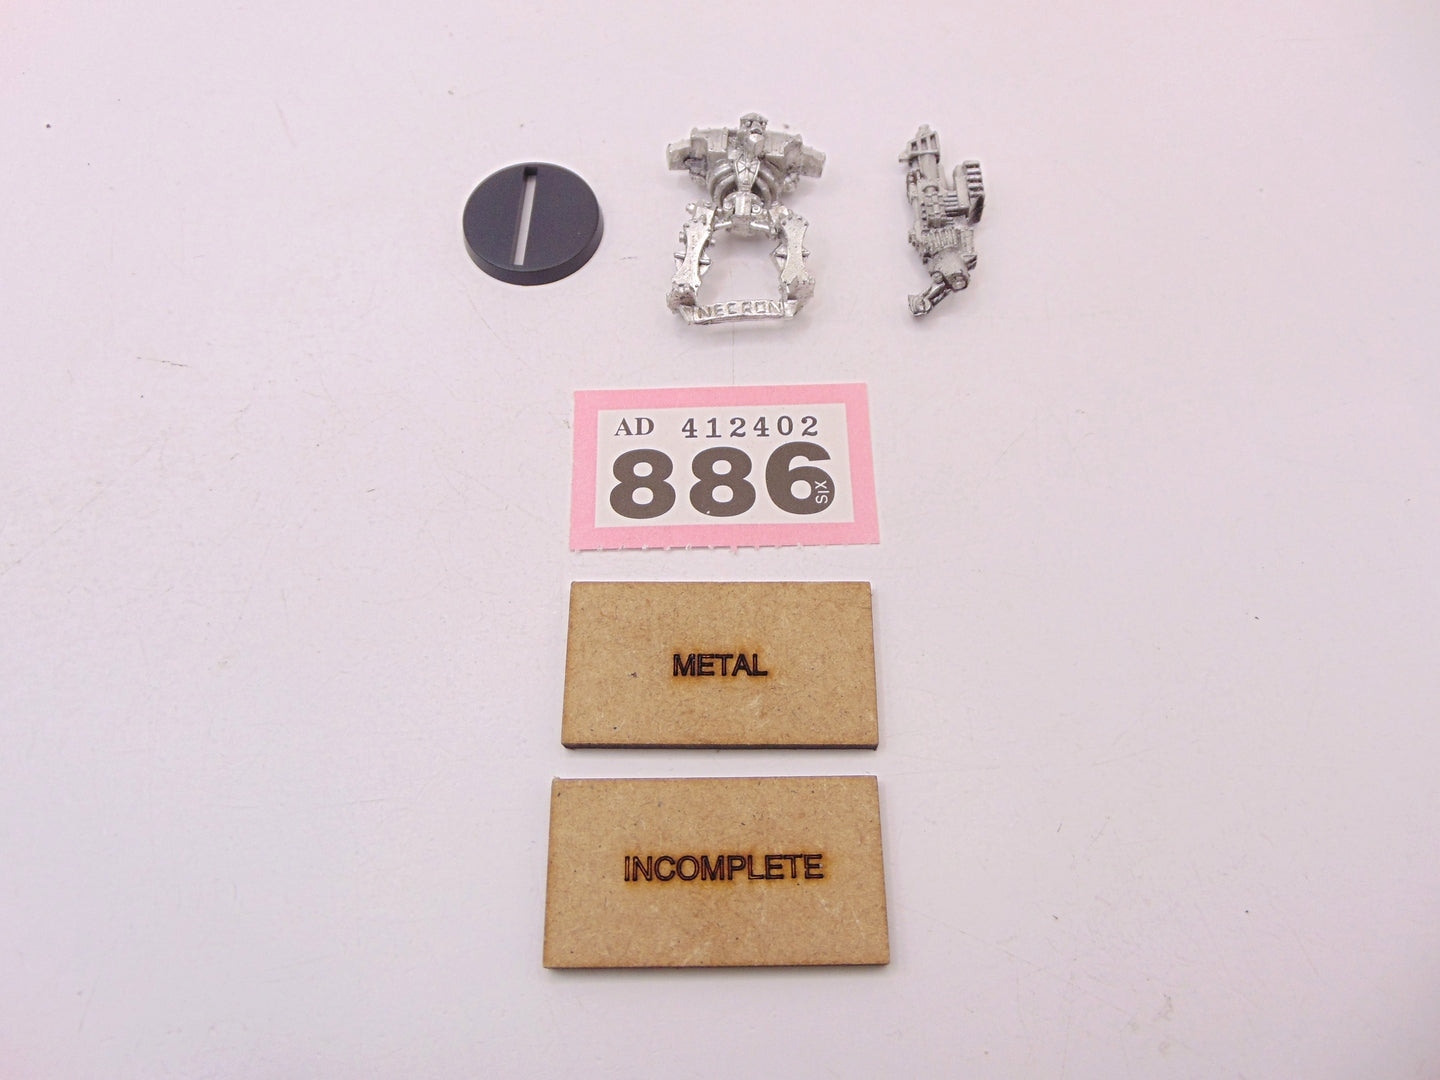 NECRON
AD 412402
886
SIX
METAL
INCOMPLETE